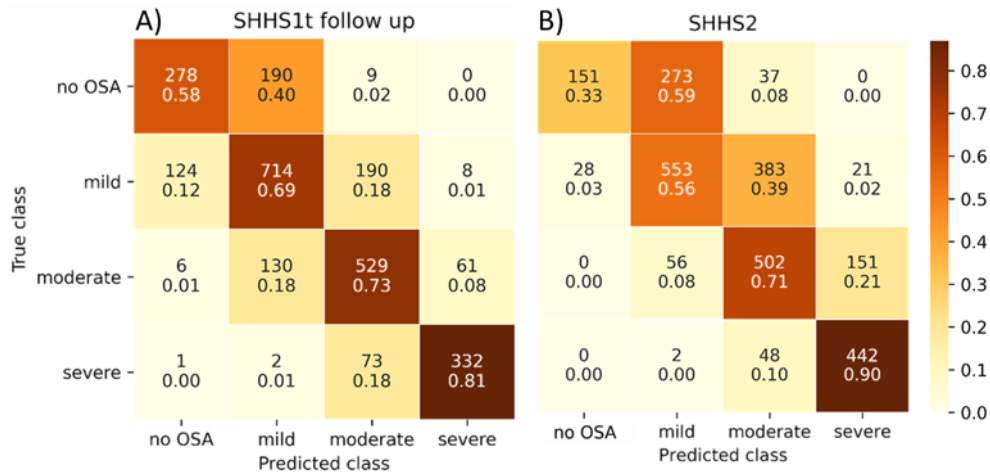 A) SHHS1t follow up
B) SHHS2
True class
no OSA
278 190 9 0
0.58 0.40 0.02 0.00
151 273 37 0
0.33 0.59 0.08 0.00
mild
124 714 190 8
0.12 0.69 0.18 0.01
28 553 383 21
0.03 0.56 0.39 0.02
moderate
6 130 529 61
0.01 0.18 0.73 0.08
0 56 502 151
0.00 0.08 0.71 0.21
severe
1 2 73 332
0.00 0.01 0.18 0.81
0 2 48 442
0.00 0.00 0.10 0.90
no OSA mild moderate severe
Predicted class
no OSA mild moderate severe
Predicted class
0.8
0.7
0.6
0.5
0.4
0.3
0.2
0.1
0.0